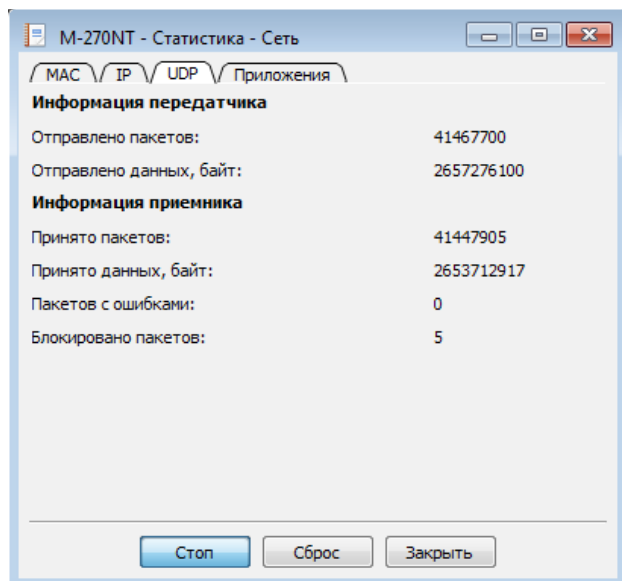 M-270NT - Статистика - Сеть
MAC IP UDP Приложения
Информация передатчика
Отправлено пакетов: 41467700
Отправлено данных, байт: 2657276100
Информация приемника
Принято пакетов: 41447905
Принято данных, байт: 2653712917
Пакетов с ошибками: 0
Блокировано пакетов: 5
Стоп Сброс Закрыть